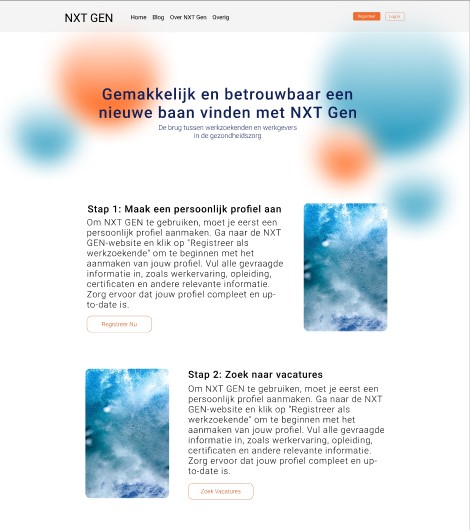 NXT GEN
Home Blog Over NXT Gen Overig
Registreer Log In
Gemakkelijk en betrouwbaar een
nieuwe baan vinden met NXT Gen
De brug tussen werkzoekenden en werkgevers
in de gezondheidszorg.
Stap 1: Maak een persoonlijk profiel aan
Om NXT GEN te gebruiken, moet je eerst een
persoonlijk profiel aanmaken. Ga naar de NXT
GEN-website en klik op "Registreer als
werkzoekende" om te beginnen met het
aanmaken van jouw profiel. Vul alle gevraagde
informatie in, zoals werkervaring, opleiding,
certificaten en andere relevante informatie.
Zorg ervoor dat jouw profiel compleet en up-
to-date is.
Registreer Nu
Stap 2: Zoek naar vacatures
Om NXT GEN te gebruiken, moet je eerst een
persoonlijk profiel aanmaken. Ga naar de NXT
GEN-website en klik op "Registreer als
werkzoekende" om te beginnen met het
aanmaken van jouw profiel. Vul alle gevraagde
informatie in, zoals werkervaring, opleiding,
certificaten en andere relevante informatie.
Zorg ervoor dat jouw profiel compleet en up-
to-date is.
Zoek Vacatures